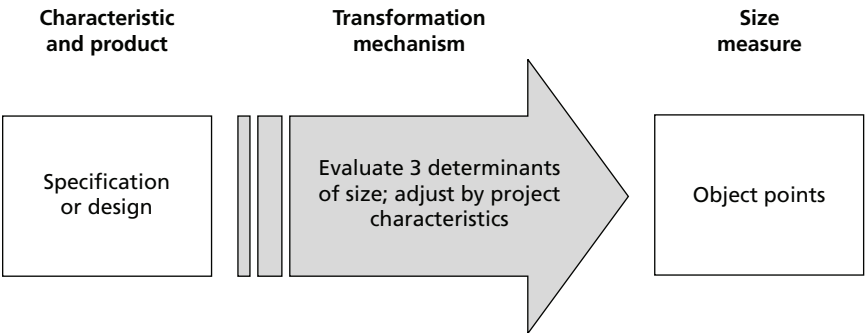 Characteristic
and product
Transformation
mechanism
Size
measure
Specification
or design
Evaluate 3 determinants
of size; adjust by project
characteristics
Object points